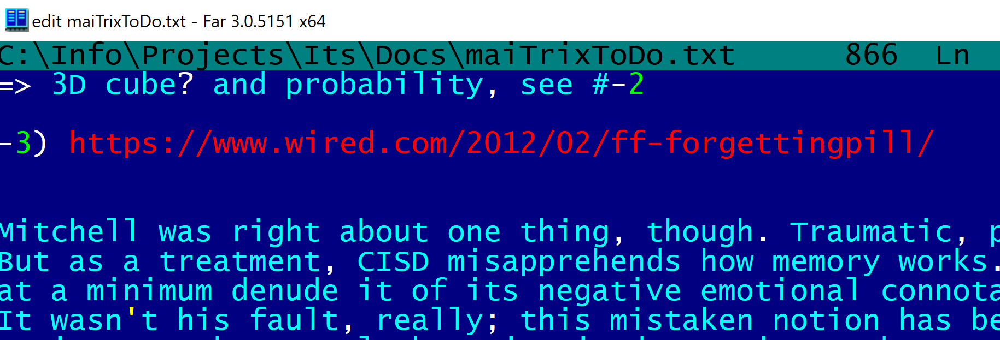 edit maiTrixToDo.txt - Far 3.0.5151 x64
C:\Info\Projects\Its\Docs\maiTrixToDo.txt 866 Ln
=> 3D cube? and probability, see #-2
-3) https://www.wired.com/2012/02/ff-forgettingpill/
Mitchell was right about one thing, though. Traumatic, p
But as a treatment, CISD misapprehends how memory works.
at a minimum denude it of its negative emotional connota
It wasn't his fault, really; this mistaken notion has be